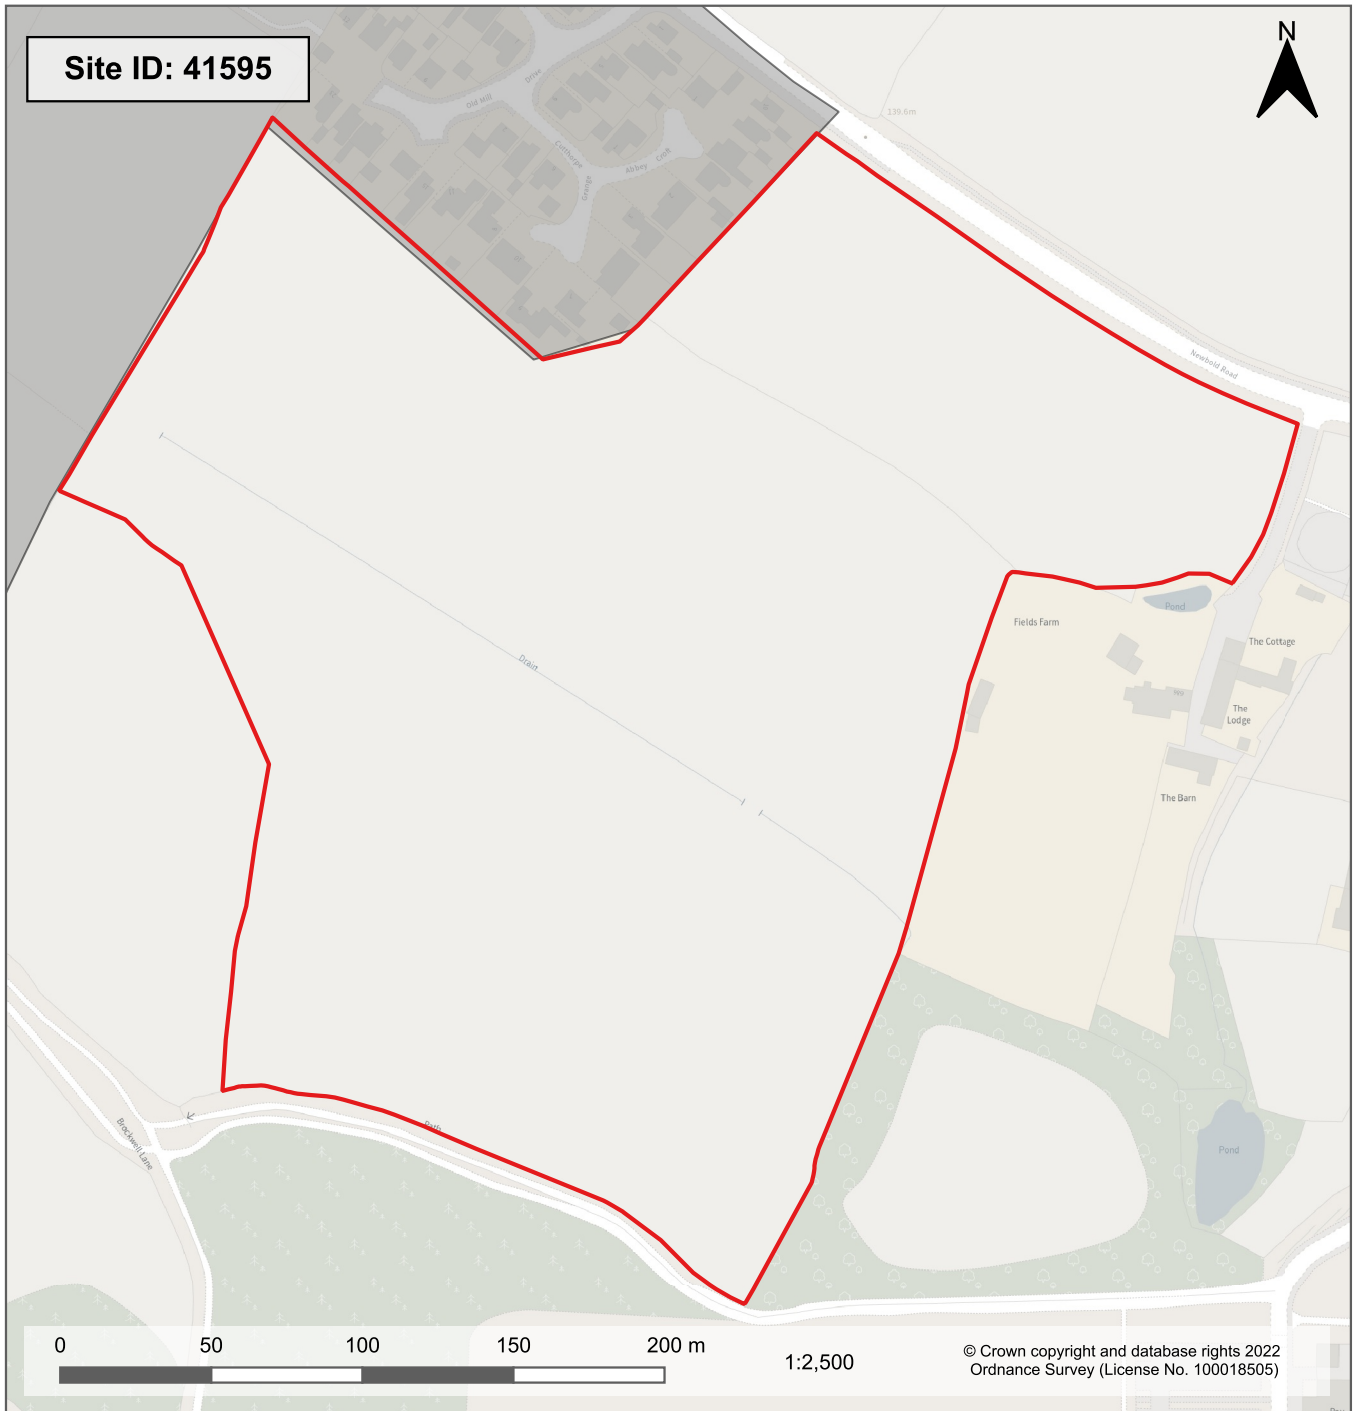 Site ID: 41595
N
Old Mill
Drive
Cutthorpe
Grange
Abbey
Croft
139.6m
Newbold Road
Drain
Pond
Fields Farm
The Cottage
The
Lodge
The Barn
Path
Brockwell Lane
Pond
0 50 100 150 200 m
1:2,500
© Crown copyright and database rights 2022
Ordnance Survey (License No. 100018505)